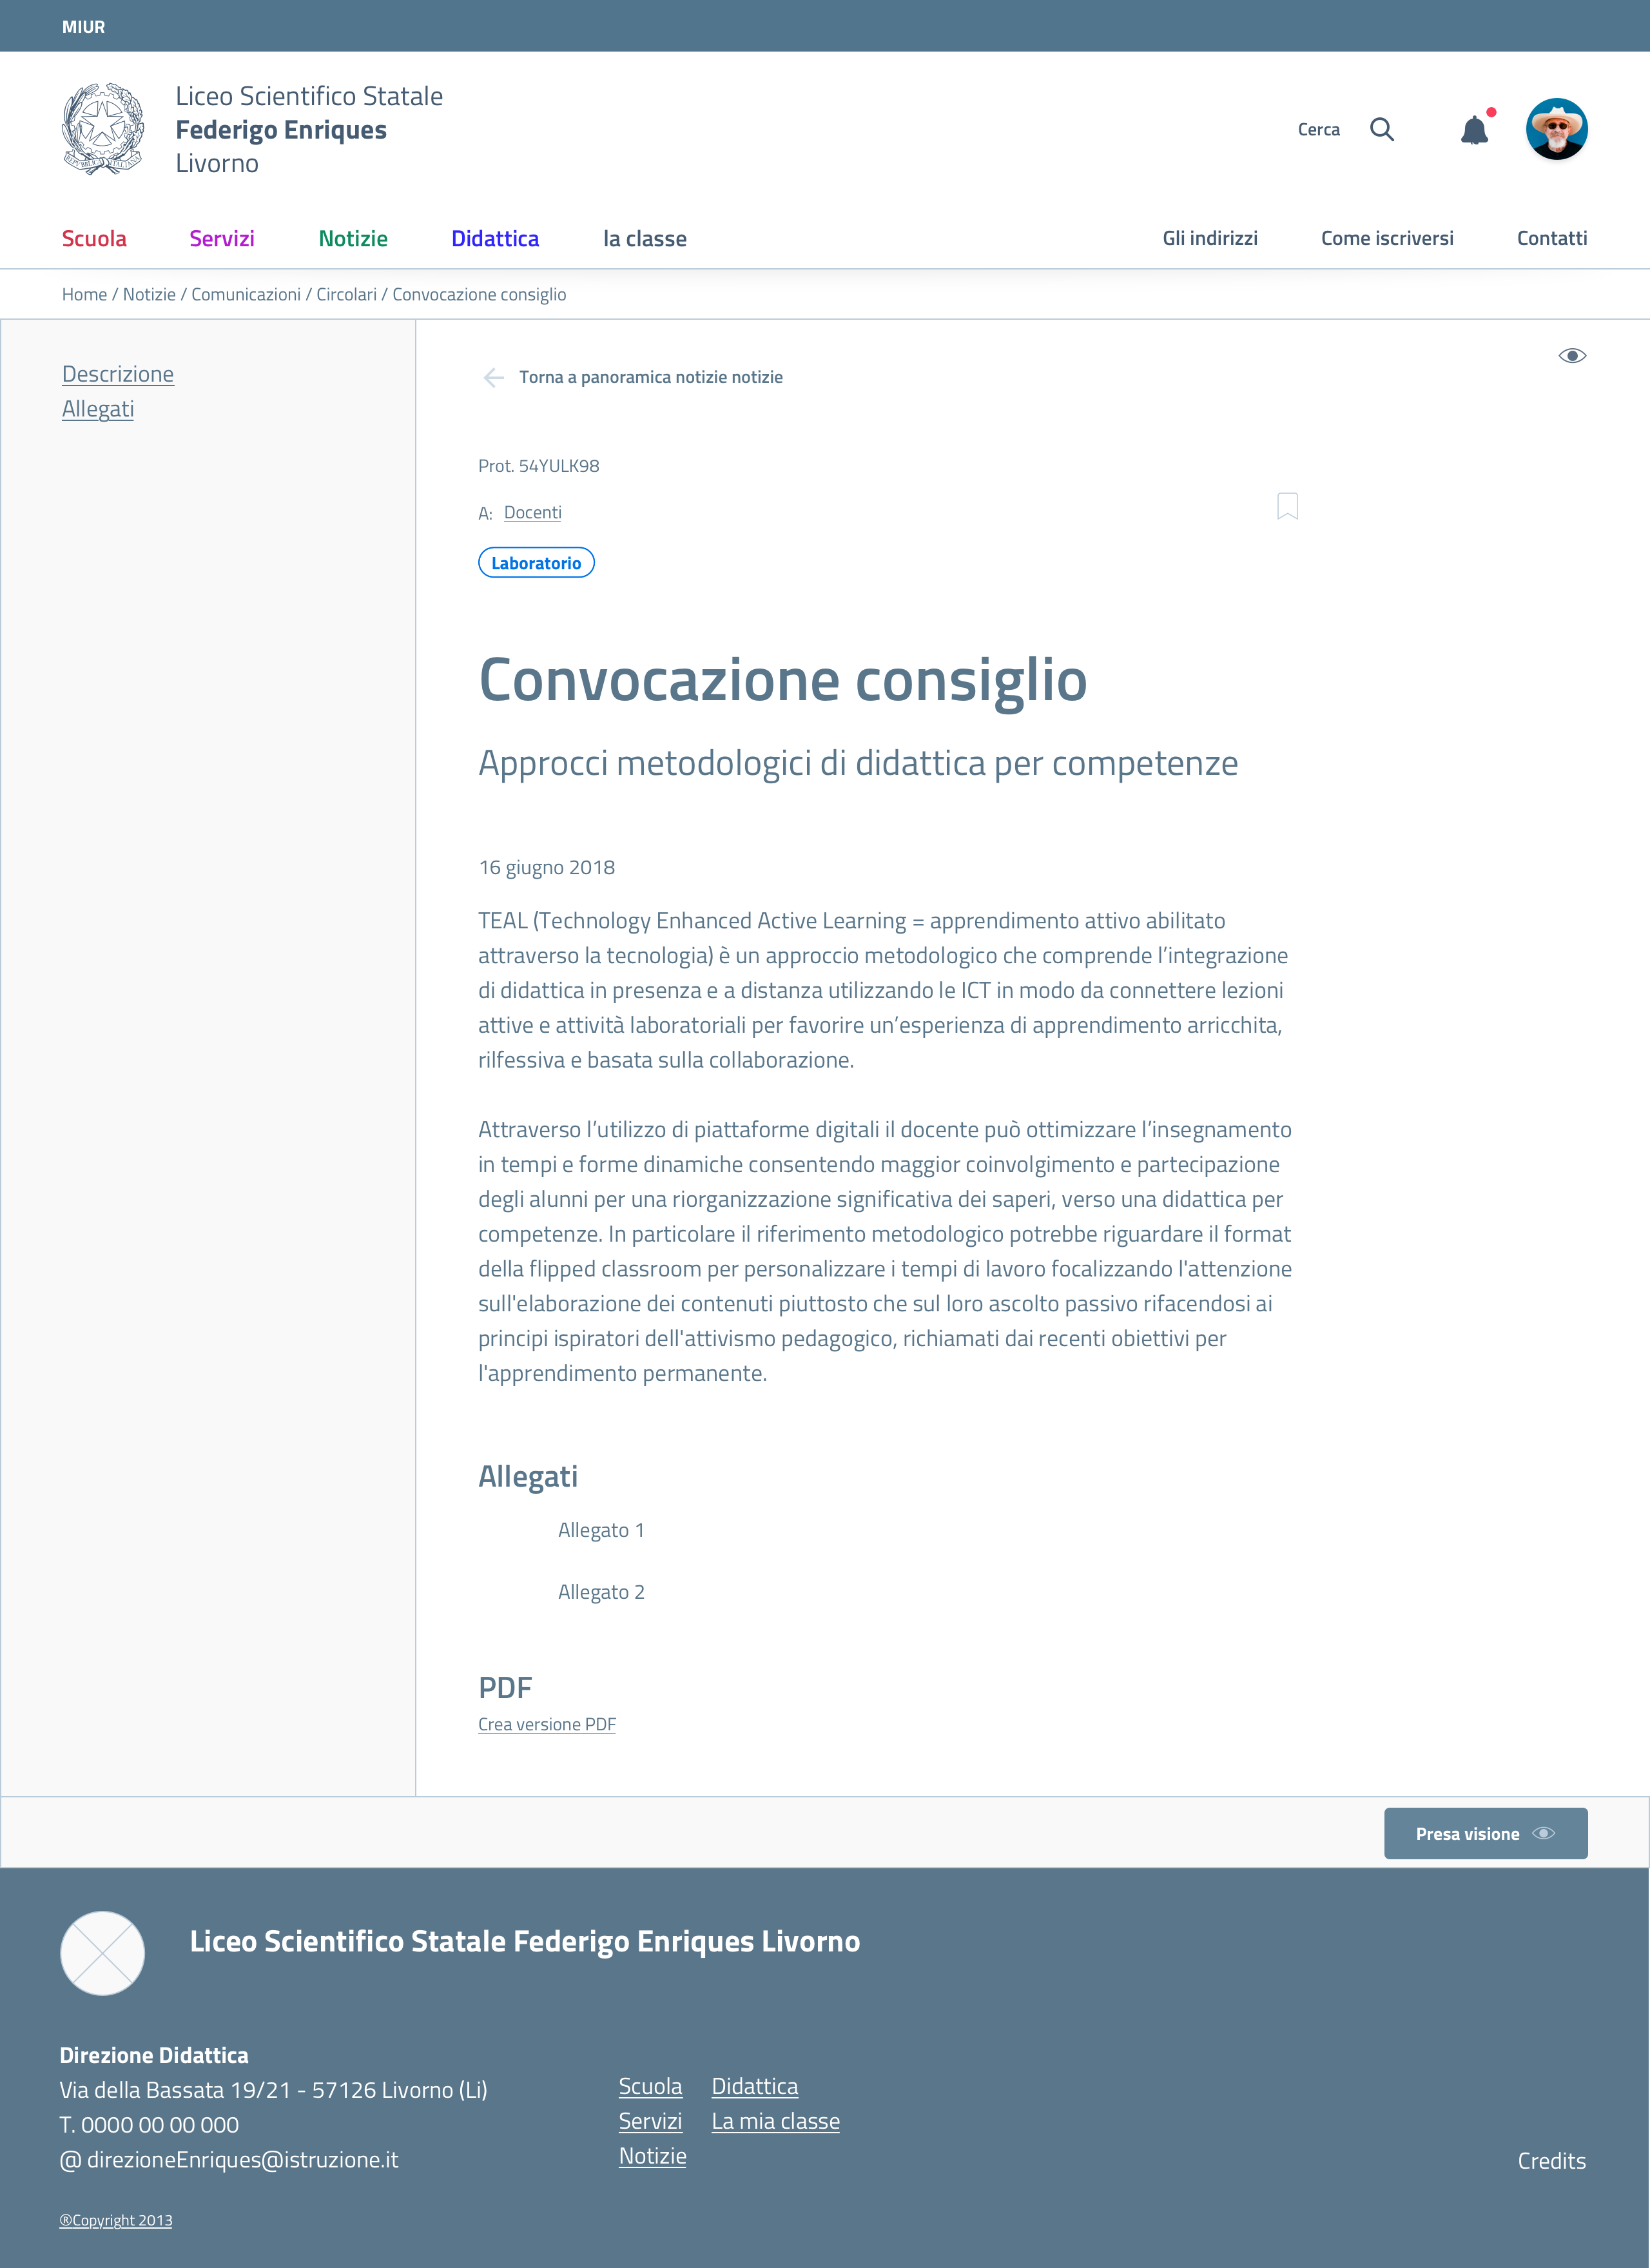 MIUR
Liceo Scientifico Statale
Federigo Enriques
Livorno
REPVBBLICA ITALIANA
Cerca
Scuola Servizi Notizie Didattica la classe Gli indirizzi Come iscriversi Contatti
Home / Notizie / Comunicazioni / Circolari / Convocazione consiglio
Descrizione
Allegati
Torna a panoramica notizie notizie
Prot. 54YULK98
A: Docenti
Laboratorio
Convocazione consiglio
Approcci metodologici di didattica per competenze
16 giugno 2018
TEAL (Technology Enhanced Active Learning = apprendimento attivo abilitato
attraverso la tecnologia) è un approccio metodologico che comprende l’integrazione
di didattica in presenza e a distanza utilizzando le ICT in modo da connettere lezioni
attive e attività laboratoriali per favorire un’esperienza di apprendimento arricchita,
rilfessiva e basata sulla collaborazione.
Attraverso l’utilizzo di piattaforme digitali il docente può ottimizzare l’insegnamento
in tempi e forme dinamiche consentendo maggior coinvolgimento e partecipazione
degli alunni per una riorganizzazione significativa dei saperi, verso una didattica per
competenze. In particolare il riferimento metodologico potrebbe riguardare il format
della flipped classroom per personalizzare i tempi di lavoro focalizzando l'attenzione
sull'elaborazione dei contenuti piuttosto che sul loro ascolto passivo rifacendosi ai
principi ispiratori dell'attivismo pedagogico, richiamati dai recenti obiettivi per
l'apprendimento permanente.
Allegati
Allegato 1
Allegato 2
PDF
Crea versione PDF
Presa visione
Liceo Scientifico Statale Federigo Enriques Livorno
Direzione Didattica
Via della Bassata 19/21 - 57126 Livorno (Li)
T. 0000 00 00 000
@ direzioneEnriques@istruzione.it
Scuola Didattica
Servizi La mia classe
Notizie
Credits
®Copyright 2013